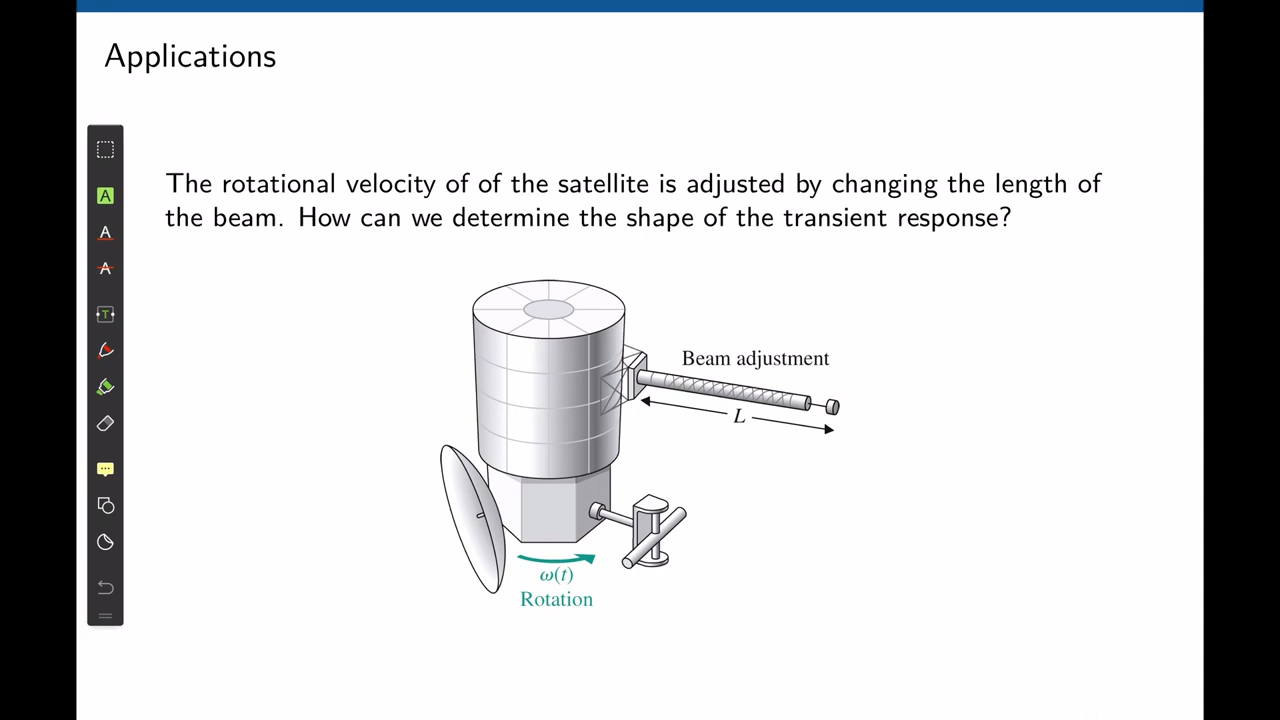 Applications
A
A
A
T
The rotational velocity of of the satellite is adjusted by changing the length of
the beam. How can we determine the shape of the transient response?
Beam adjustment
L
ω(t)
Rotation